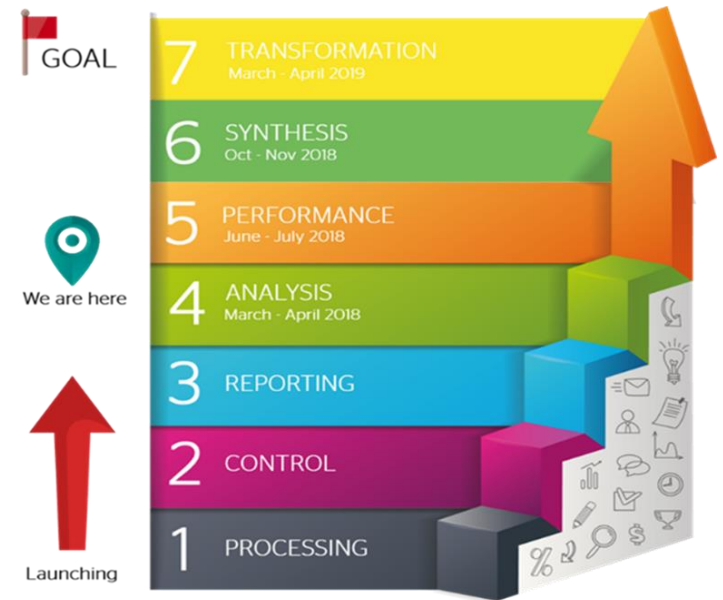 GOAL
7
TRANSFORMATION
March - April 2019
6
SYNTHESIS
Oct - Nov 2018
5
PERFORMANCE
June - July 2018
We are here
4
ANALYSIS
March - April 2018
3
REPORTING
2
CONTROL
1
PROCESSING
Launching
%
$